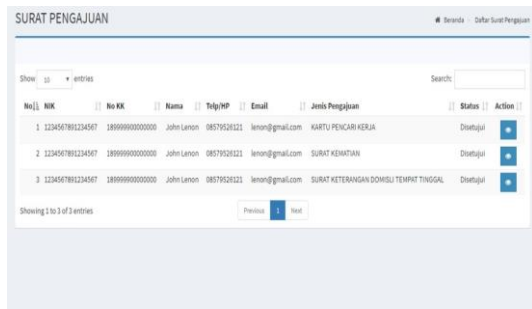 SURAT PENGAJUAN
Beranda > Daftar Surat Pengajuan
Show 10 entries
Search:
No NIK No KK Nama Telp/HP Email Jenis Pengajuan Status Action
1 1234567891234567 189999900000000 John Lenon 08579526121 lenon@gmail.com KARTU PENCARI KERJA Disetujui
2 1234567891234567 189999900000000 John Lenon 08579526121 lenon@gmail.com SURAT KEMATIAN Disetujui
3 1234567891234567 189999900000000 John Lenon 08579526121 lenon@gmail.com SURAT KETERANGAN DOMISLI TEMPAT TINGGAL Disetujui
Showing 1 to 3 of 3 entries
Previous 1 Next